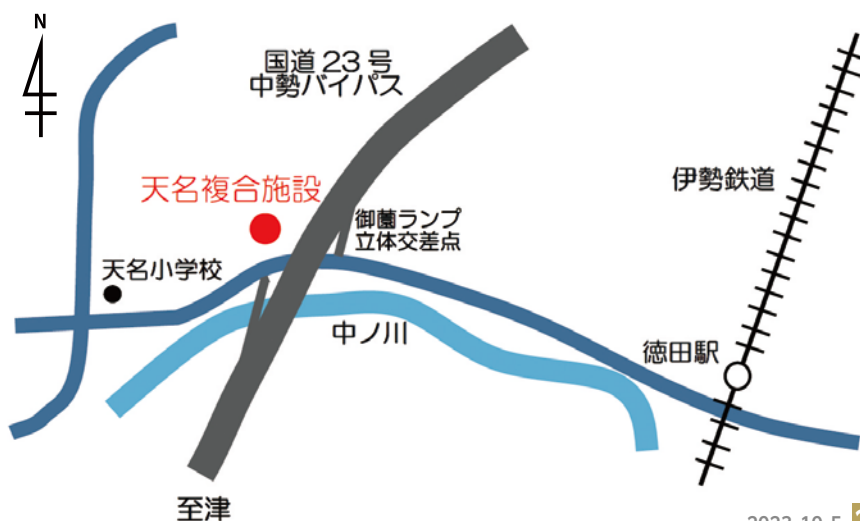 N
国道23号
中勢バイパス
天名複合施設
御薗ランプ
立体交差点
伊勢鉄道
天名小学校
中ノ川
徳田駅
至津